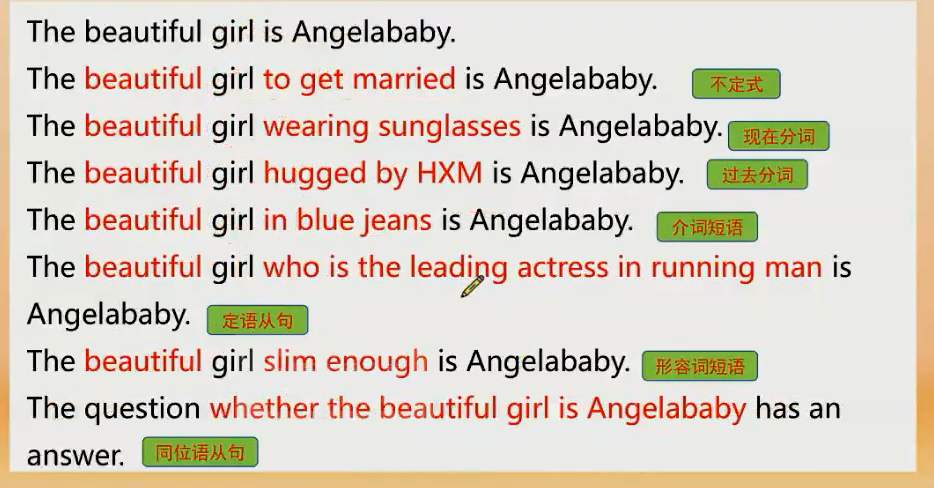 The beautiful girl is Angelababy.
The beautiful girl to get married is Angelababy. 不定式
The beautiful girl wearing sunglasses is Angelababy. 现在分词
The beautiful girl hugged by HXM is Angelababy. 过去分词
The beautiful girl in blue jeans is Angelababy. 介词短语
The beautiful girl who is the leading actress in running man is
Angelababy. 定语从句
The beautiful girl slim enough is Angelababy. 形容词短语
The question whether the beautiful girl is Angelababy has an
answer. 同位语从句